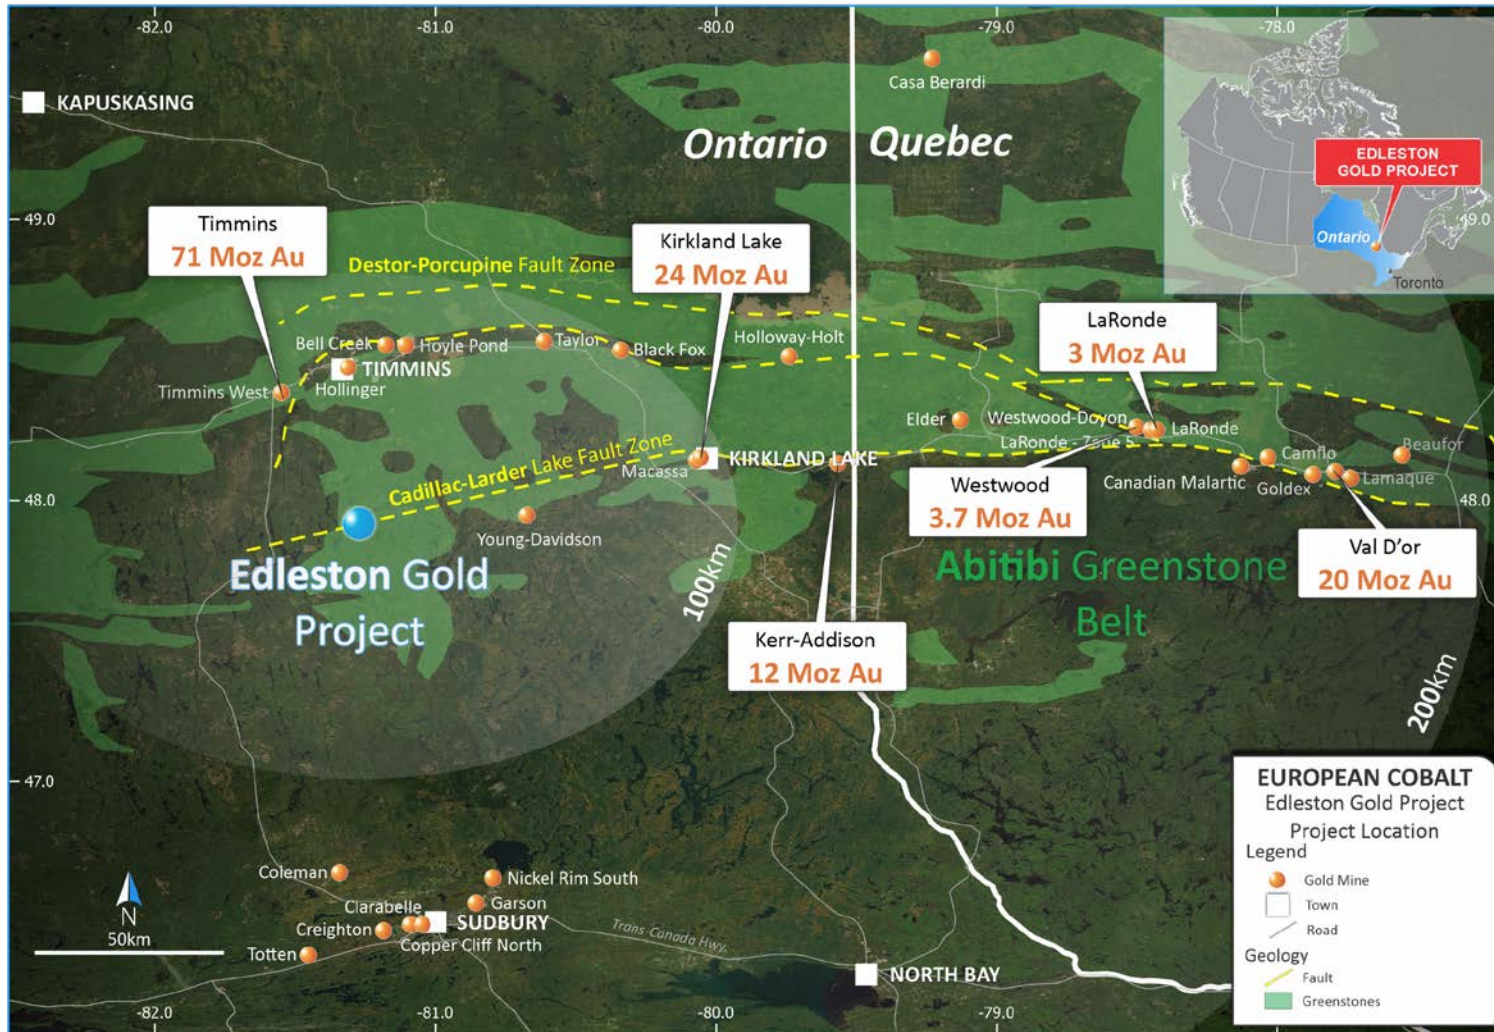 -82.0
-81.0
-80.0
-79.0
-78.0
KAPUSKASING
Casa Berardi
Ontario
Quebec
EDLESTON
GOLD PROJECT
Ontario
Toronto
49.0
49.0
Timmins
71 Moz Au
Kirkland Lake
24 Moz Au
Destor-Porcupine Fault Zone
LaRonde
3 Moz Au
Bell Creek
Hoyle Pond
Taylor
Black Fox
Holloway-Holt
TIMMINS
Hollinger
Timmins West
Elder
Westwood-Doyon
LaRonde
LaRonde - Zone 5
Beaufor
Cadillac-Larder Lake Fault Zone
Macassa
KIRKLAND LAKE
Camflo
Canadian Malartic
Goldex
Lamaque
Westwood
3.7 Moz Au
48.0
48.0
Young-Davidson
Val D'or
20 Moz Au
Edleston Gold
Project
100km
Abitibi Greenstone
Belt
Kerr-Addison
12 Moz Au
200km
47.0
EUROPEAN COBALT
Edleston Gold Project
Project Location
Legend
Gold Mine
Town
Road
Geology
Fault
Greenstones
Coleman
Nickel Rim South
Garson
Clarabelle
SUDBURY
Creighton
Copper Cliff North
Totten
Trans-Canada Hwy.
NORTH BAY
N
50km
-82.0
-81.0
-80.0
-79.0